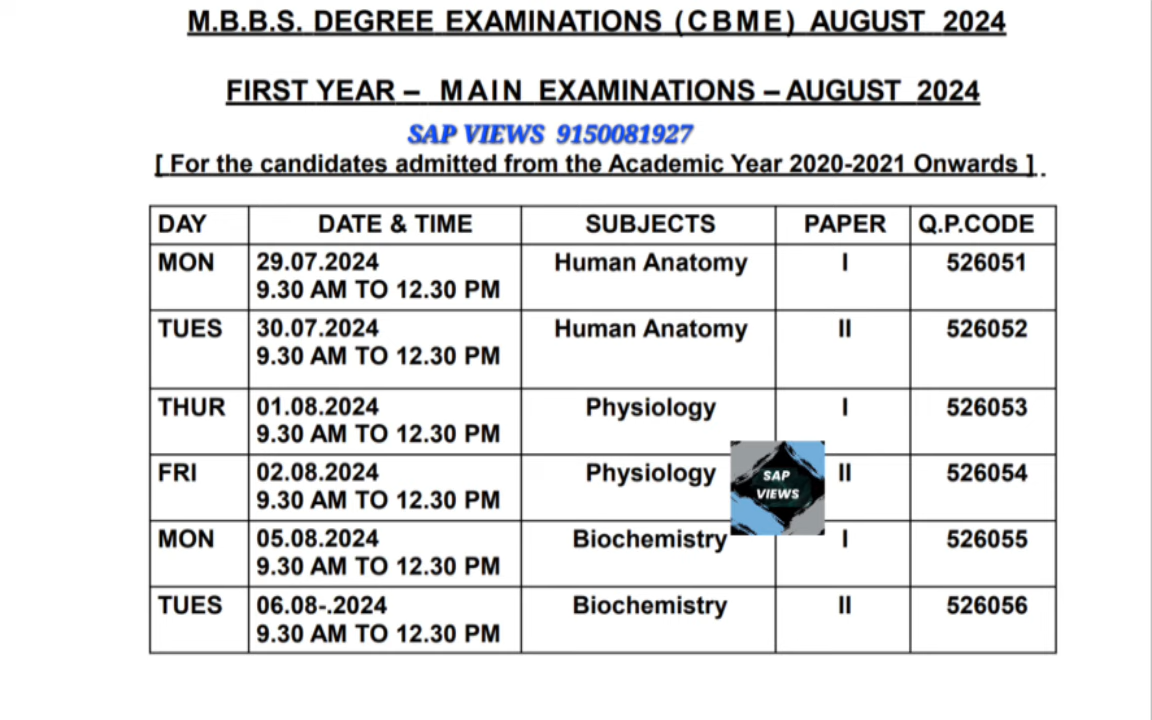 M.B.B.S. DEGREE EXAMINATIONS (CBME) AUGUST 2024
FIRST YEAR – MAIN EXAMINATIONS – AUGUST 2024
SAP VIEWS 9150081927
[ For the candidates admitted from the Academic Year 2020-2021 Onwards ] .
DAY DATE & TIME SUBJECTS PAPER Q.P.CODE
MON 29.07.2024 Human Anatomy I 526051
9.30 AM TO 12.30 PM
TUES 30.07.2024 Human Anatomy II 526052
9.30 AM TO 12.30 PM
THUR 01.08.2024 Physiology I 526053
9.30 AM TO 12.30 PM
FRI 02.08.2024 Physiology II 526054
9.30 AM TO 12.30 PM
SAP
VIEWS
MON 05.08.2024 Biochemistry I 526055
9.30 AM TO 12.30 PM
TUES 06.08-.2024 Biochemistry II 526056
9.30 AM TO 12.30 PM